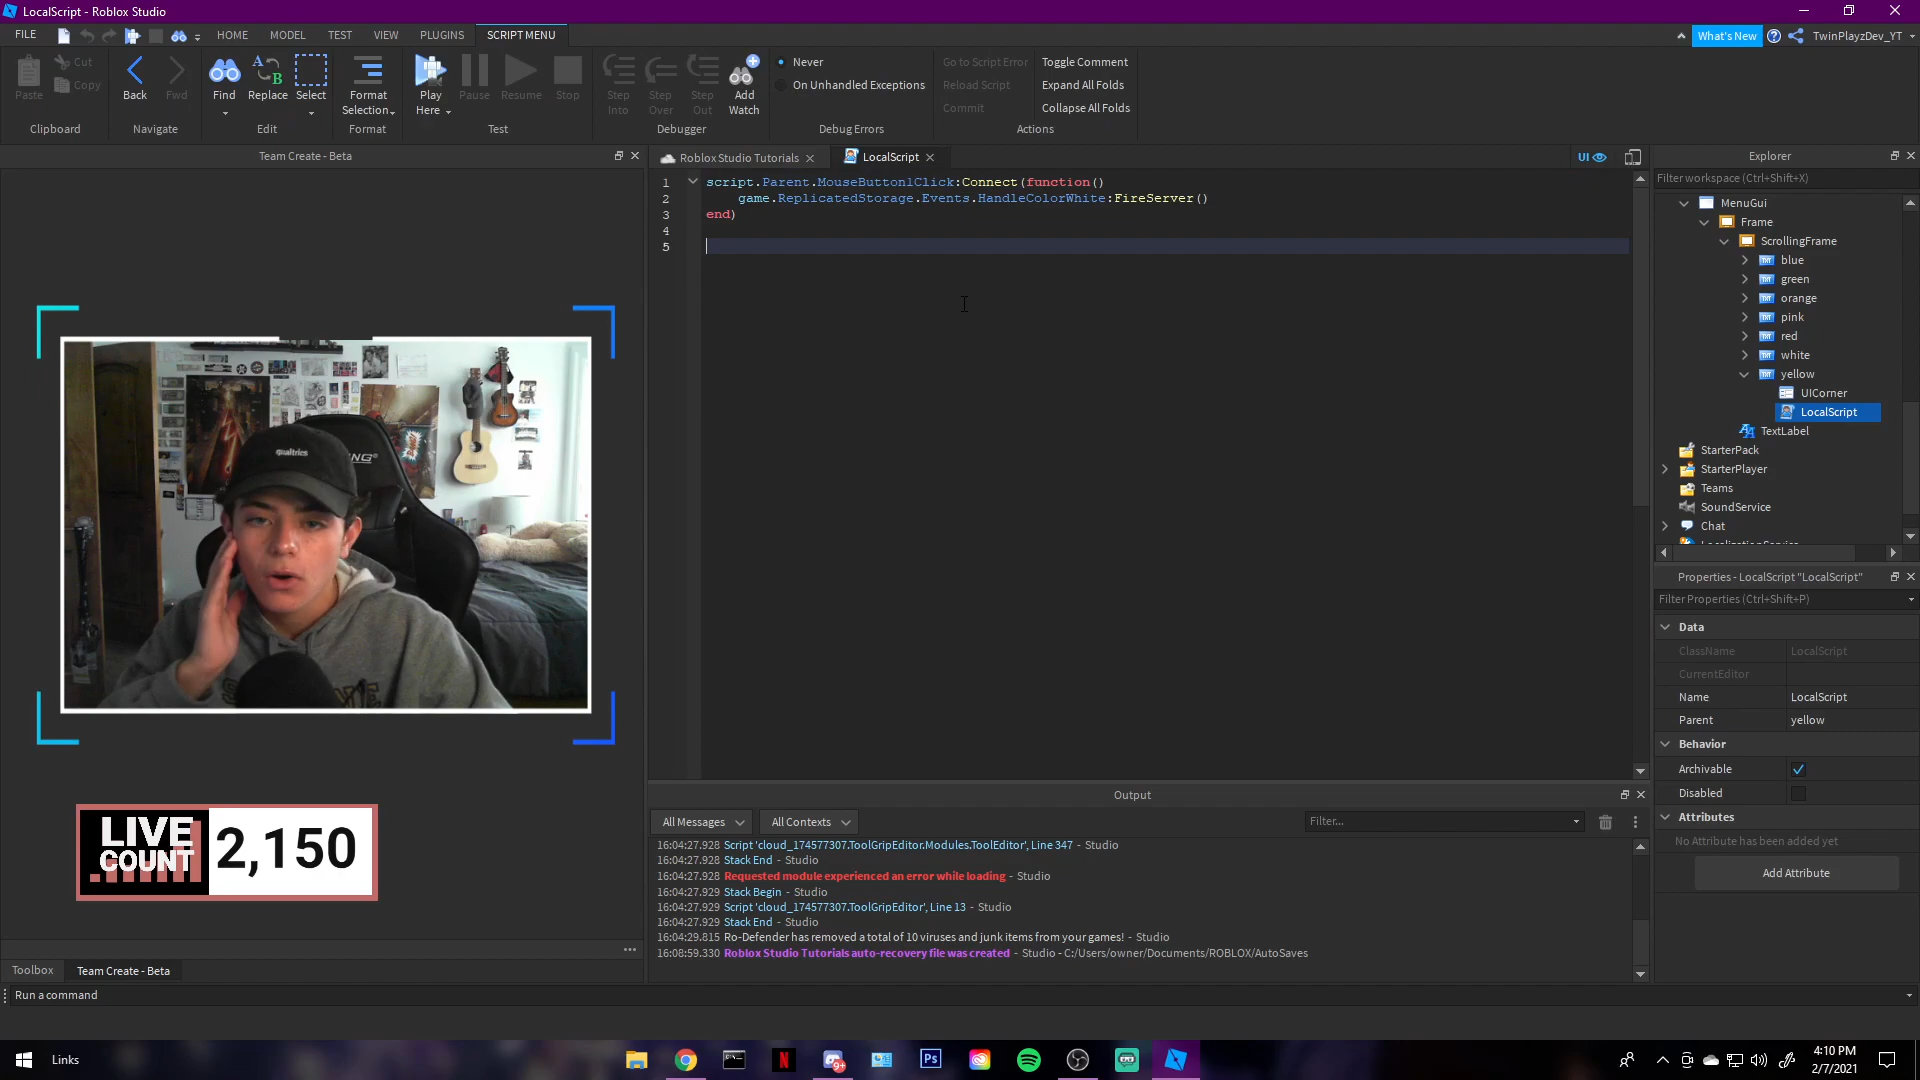 LocalScript - Roblox Studio
FILE
HOME
MODEL
TEST
VIEW
PLUGINS
SCRIPT MENU
What's New
TwinPlayzDev_YT
Paste
Cut
Copy
Clipboard
Back
Fwd
Navigate
Find
Replace
Select
Edit
Format
Selection
Format
Play
Here
Pause
Resume
Stop
Test
Step
Into
Step
Over
Step
Out
Add
Watch
Debugger
Never
On Unhandled Exceptions
Debug Errors
Go to Script Error
Reload Script
Commit
Toggle Comment
Expand All Folds
Collapse All Folds
Actions
Team Create - Beta
Roblox Studio Tutorials
LocalScript
UI
1 script.Parent.MouseButton1Click:Connect(function()
2 game.ReplicatedStorage.Events.HandleColorWhite:FireServer()
3 end)
4
5
qualtrics
LIVE
COUNT
2,150
Toolbox
Team Create - Beta
Output
All Messages
All Contexts
Filter...
16:04:27.928 Script 'cloud_174577307.ToolGripEditor.Modules.ToolEditor', Line 347 - Studio
16:04:27.928 Stack End - Studio
16:04:27.928 Requested module experienced an error while loading - Studio
16:04:27.929 Stack Begin - Studio
16:04:27.929 Script 'cloud_174577307.ToolGripEditor', Line 13 - Studio
16:04:27.929 Stack End - Studio
16:04:29.815 Ro-Defender has removed a total of 10 viruses and junk items from your games! - Studio
16:08:59.330 Roblox Studio Tutorials auto-recovery file was created - Studio - C:/Users/owner/Documents/ROBLOX/AutoSaves
Run a command
Explorer
Filter workspace (Ctrl+Shift+X)
MenuGui
Frame
ScrollingFrame
blue
green
orange
pink
red
white
yellow
UICorner
LocalScript
TextLabel
StarterPack
StarterPlayer
Teams
SoundService
Chat
LocalizationService
Properties - LocalScript "LocalScript"
Filter Properties (Ctrl+Shift+P)
Data
ClassName LocalScript
CurrentEditor
Name LocalScript
Parent yellow
Behavior
Archivable
Disabled
Attributes
No Attribute has been added yet
Add Attribute
Links
Ps
9+
4:10 PM
2/7/2021